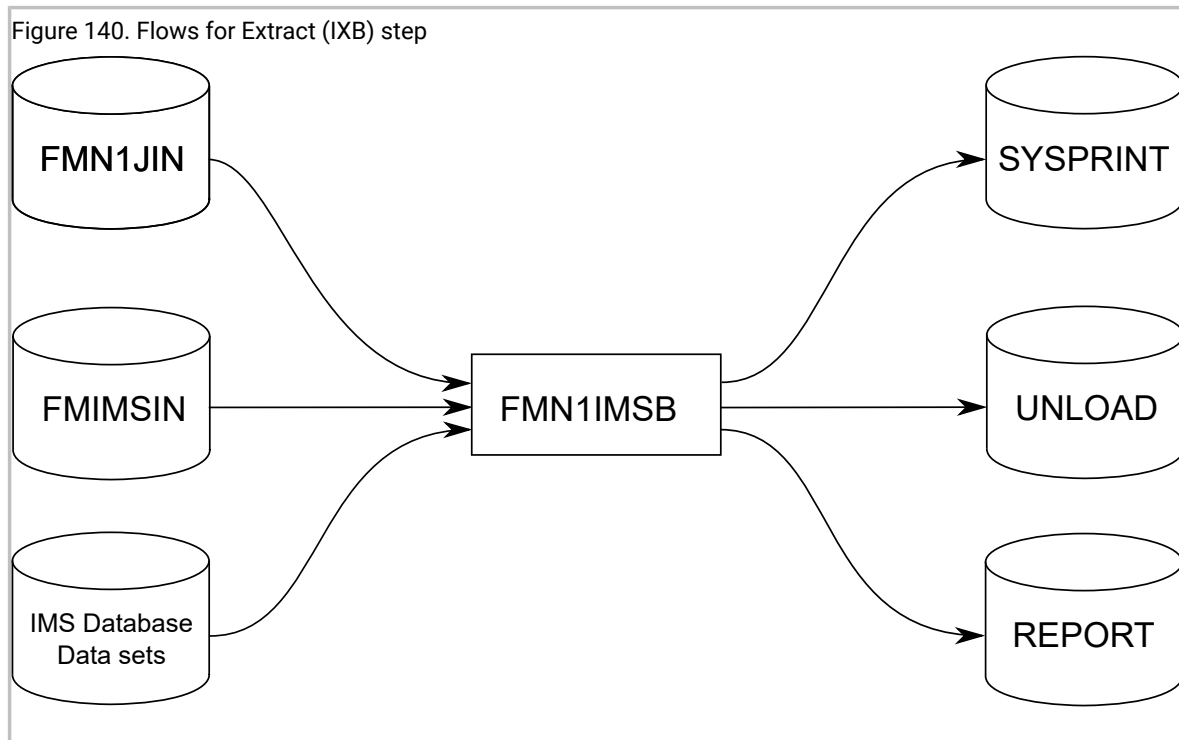 Figure 140. Flows for Extract (IXB) step
FMN1JIN
SYSPRINT
FMIMSIN
FMN1IMSB
UNLOAD
IMS Database
Data sets
REPORT